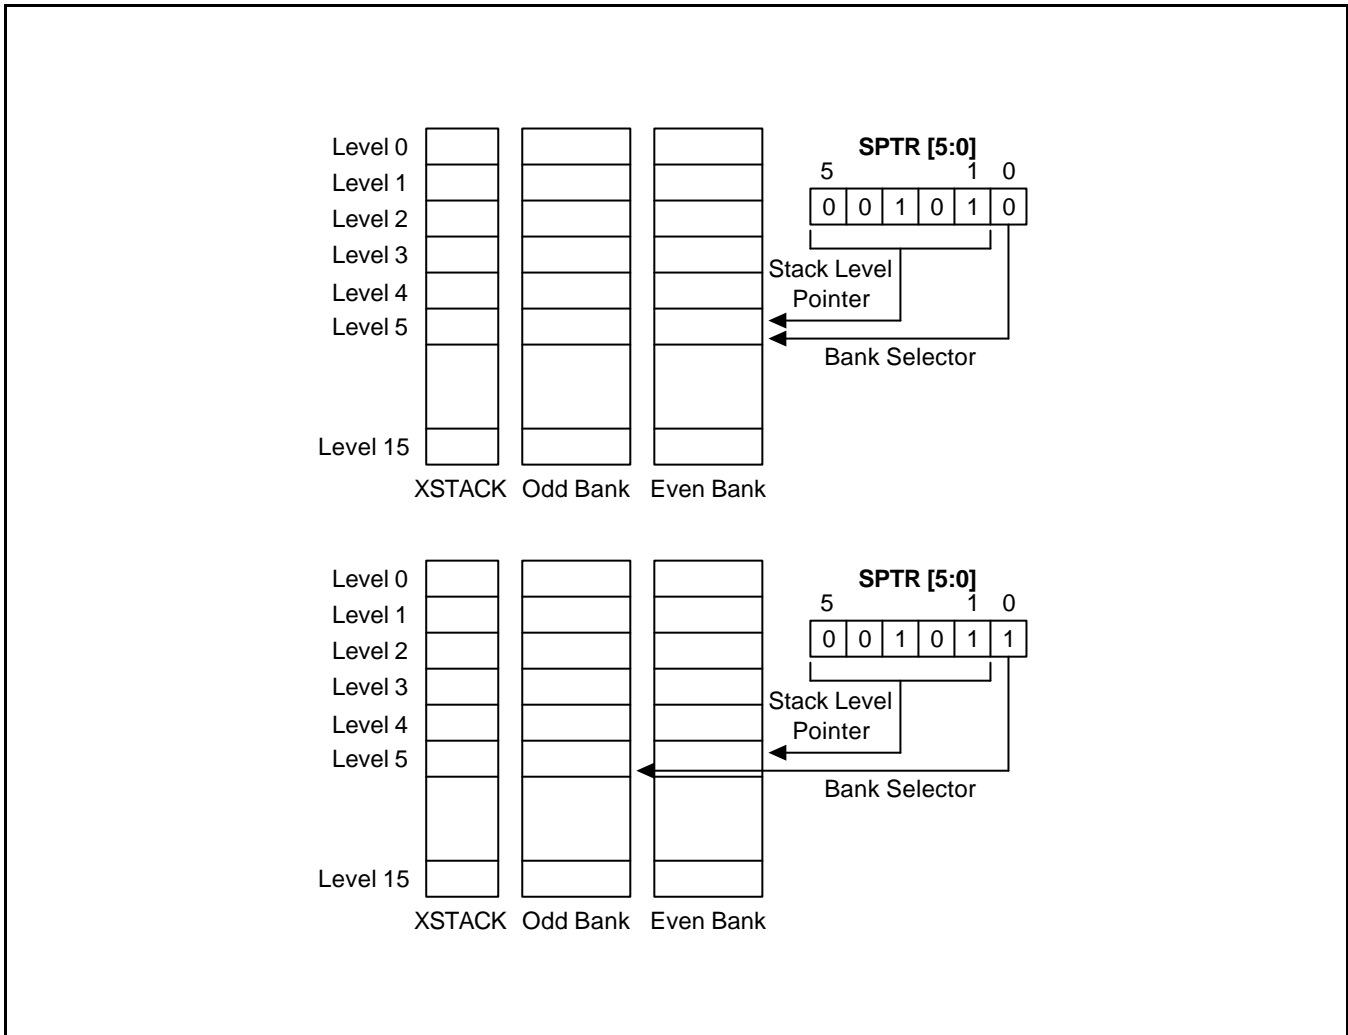 Level 0
Level 1
Level 2
Level 3
Level 4
Level 5
Level 15
XSTACK Odd Bank Even Bank
SPTR [5:0]
5 1 0
0 0 1 0 1 0
Stack Level
Pointer
Bank Selector
Level 0
Level 1
Level 2
Level 3
Level 4
Level 5
Level 15
XSTACK Odd Bank Even Bank
SPTR [5:0]
5 1 0
0 0 1 0 1 1
Stack Level
Pointer
Bank Selector